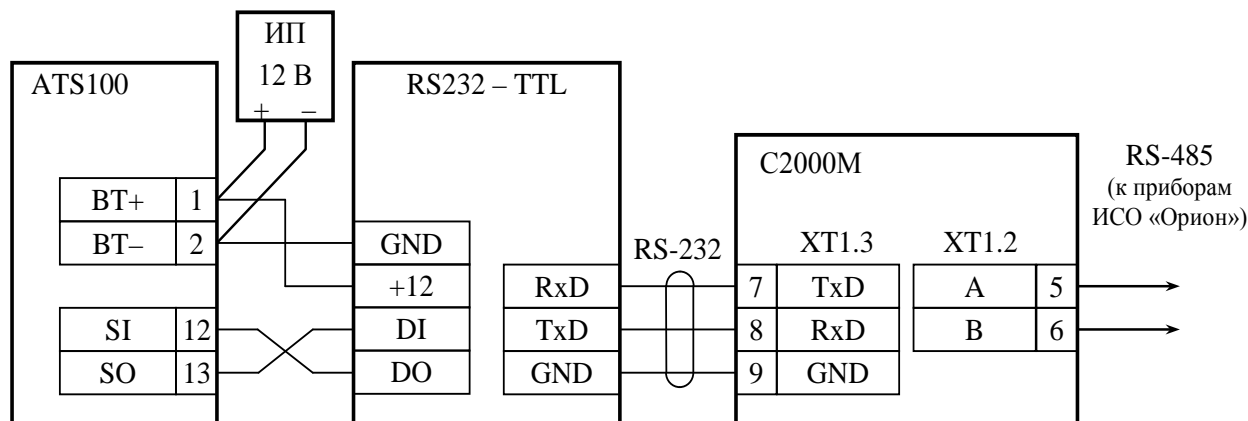 ИП
12 В
+ –
ATS100
BT+ 1
BT– 2
SI 12
SO 13
RS232 – TTL
GND
+12
DI
DO
RxD
TxD
GND
RS-232
С2000М
XT1.3
7 TxD
8 RxD
9 GND
XT1.2
A 5
B 6
RS-485
(к приборам
ИСО «Орион»)